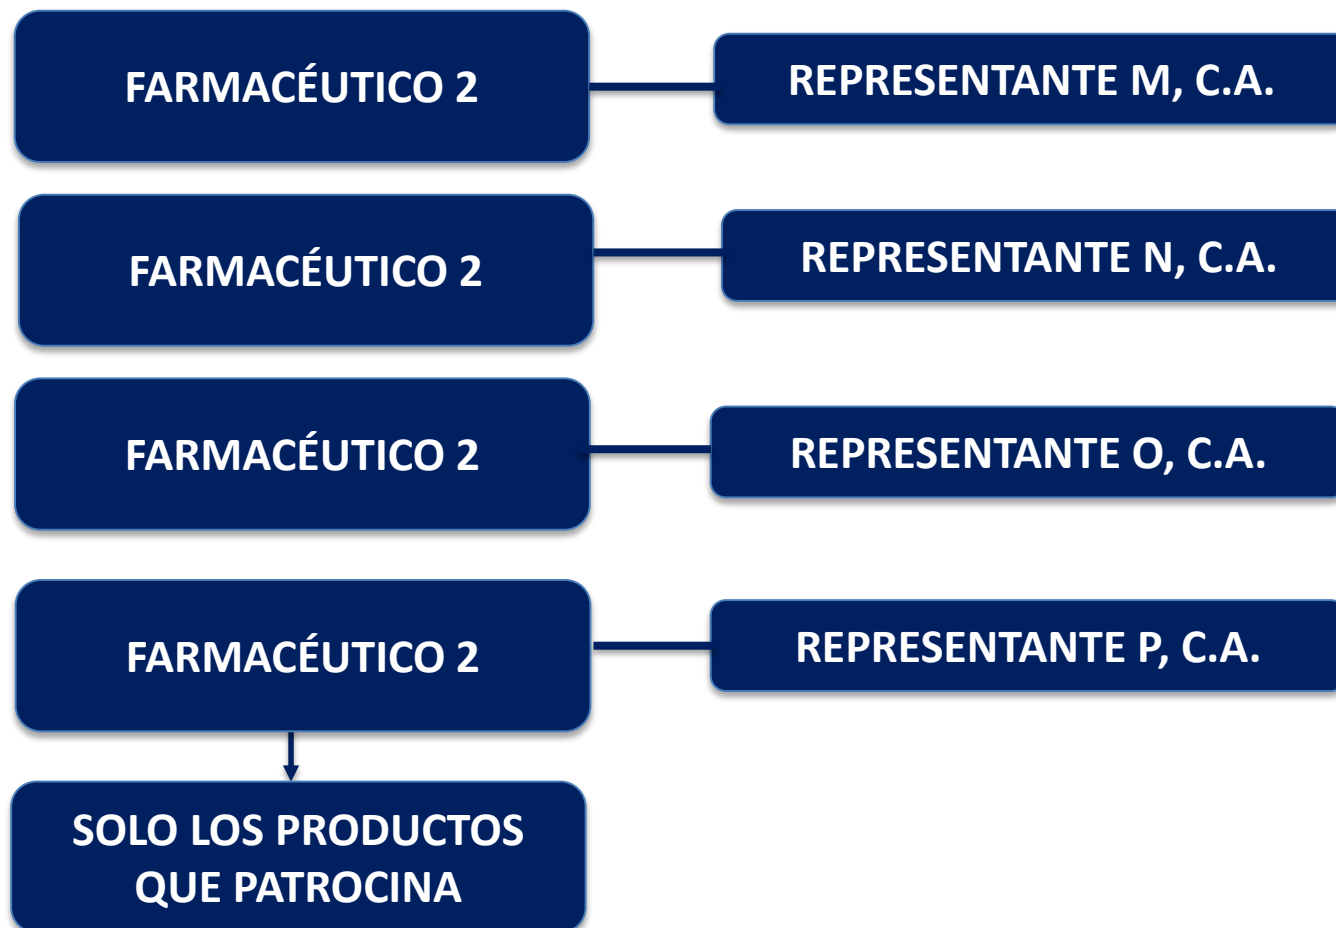 FARMACÉUTICO 2
REPRESENTANTE M, C.A.
FARMACÉUTICO 2
REPRESENTANTE N, C.A.
FARMACÉUTICO 2
REPRESENTANTE O, C.A.
FARMACÉUTICO 2
REPRESENTANTE P, C.A.
SOLO LOS PRODUCTOS
QUE PATROCINA